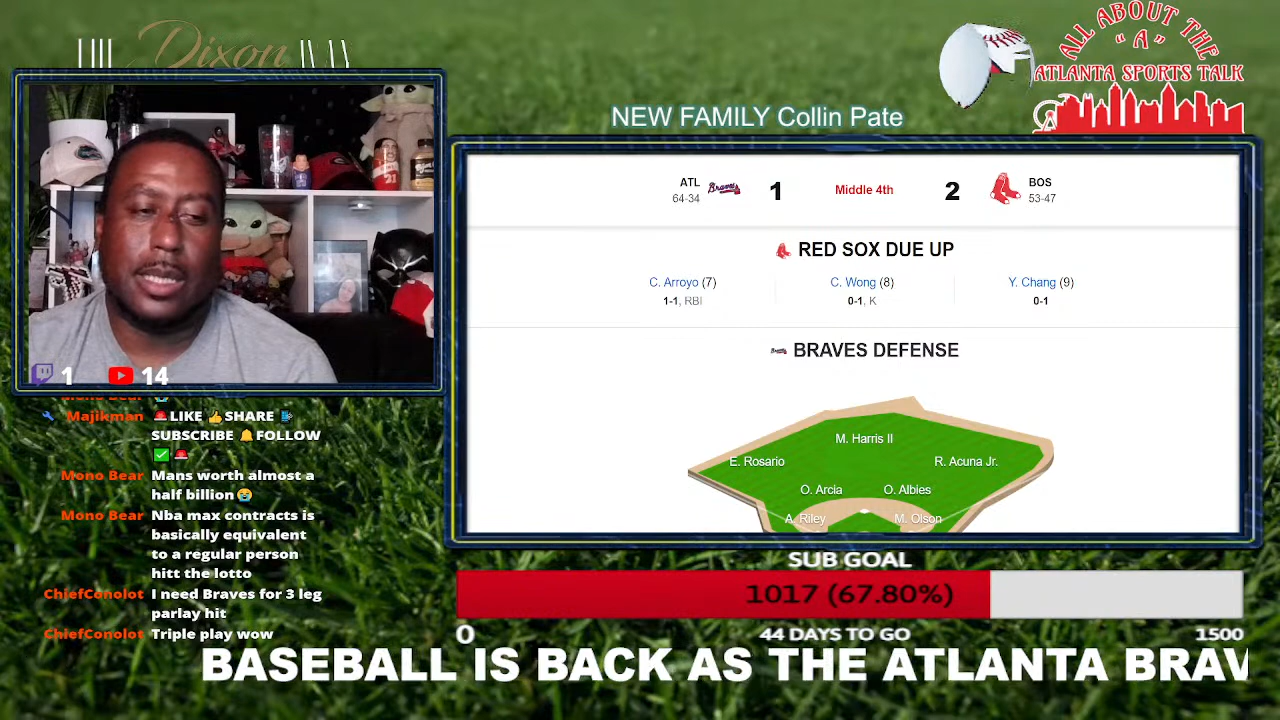 Dixon
ALL ABOUT THE
"A"
ATLANTA SPORTS TALK
NEW FAMILY Collin Pate
ATL
64-34
Braves
1
Middle 4th
2
BOS
53-47
RED SOX DUE UP
C. Arroyo (7)
1-1, RBI
C. Wong (8)
0-1, K
Y. Chang (9)
0-1
BRAVES DEFENSE
M. Harris II
E. Rosario
R. Acuna Jr.
O. Arcia
O. Albies
A. Riley
M. Olson
1
14
Mono Bear
Majikman 🚨LIKE 👍SHARE
SUBSCRIBE 🔔FOLLOW
✅🚨
Mono Bear Mans worth almost a
half billion😭
Mono Bear Nba max contracts is
basically equivalent
to a regular person
hitt the lotto
ChiefConolot I need Braves for 3 leg
parlay hit
ChiefConolot Triple play wow
SUB GOAL
1017 (67.80%)
0
44 DAYS TO GO
1500
BASEBALL IS BACK AS THE ATLANTA BRAV